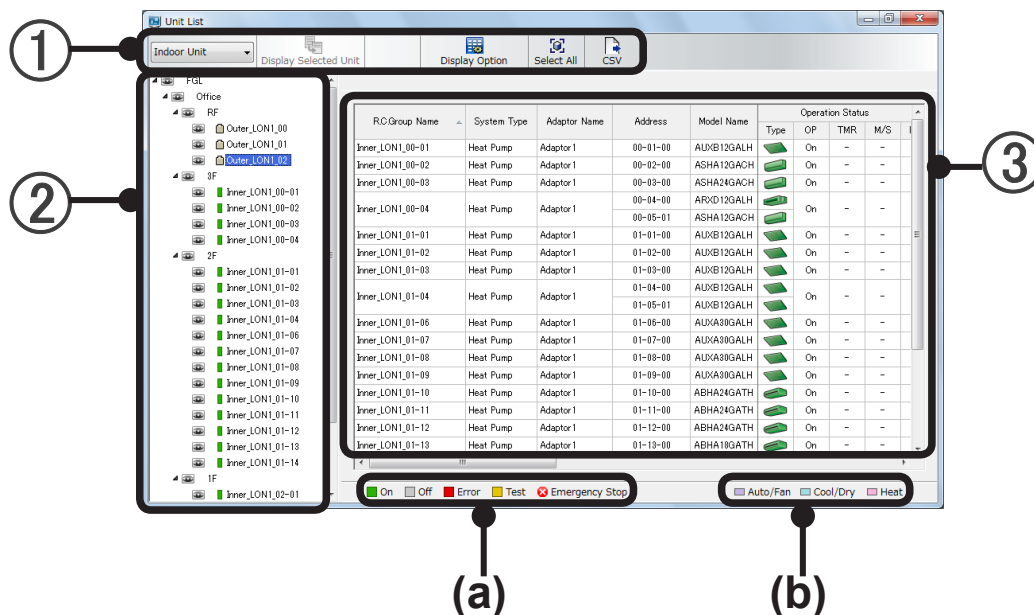 Unit List
①
Indoor Unit
Display Selected Unit
Display Option
Select All
CSV
②
FGL
Office
RF
Outer_LON1_00
Outer_LON1_01
Outer_LON1_02
3F
Inner_LON1_00-01
Inner_LON1_00-02
Inner_LON1_00-03
Inner_LON1_00-04
2F
Inner_LON1_01-01
Inner_LON1_01-02
Inner_LON1_01-03
Inner_LON1_01-04
Inner_LON1_01-06
Inner_LON1_01-07
Inner_LON1_01-08
Inner_LON1_01-09
Inner_LON1_01-10
Inner_LON1_01-11
Inner_LON1_01-12
Inner_LON1_01-13
Inner_LON1_01-14
1F
Inner_LON1_02-01
③
Operation Status
R.C.Group Name System Type Adaptor Name Address Model Name Type OP TMR M/S
Inner_LON1_00-01 Heat Pump Adaptor1 00-01-00 AUXB12GALH On - -
Inner_LON1_00-02 Heat Pump Adaptor1 00-02-00 ASHA12GACH On - -
Inner_LON1_00-03 Heat Pump Adaptor1 00-03-00 ASHA24GACH On - -
Inner_LON1_00-04 Heat Pump Adaptor1 00-04-00 ARXD12GALH On - -
00-05-01 ASHA12GACH
Inner_LON1_01-01 Heat Pump Adaptor1 01-01-00 AUXB12GALH On - -
Inner_LON1_01-02 Heat Pump Adaptor1 01-02-00 AUXB12GALH On - -
Inner_LON1_01-03 Heat Pump Adaptor1 01-03-00 AUXB12GALH On - -
Inner_LON1_01-04 Heat Pump Adaptor1 01-04-00 AUXB12GALH On - -
01-05-01 AUXB12GALH
Inner_LON1_01-06 Heat Pump Adaptor1 01-06-00 AUXA30GALH On - -
Inner_LON1_01-07 Heat Pump Adaptor1 01-07-00 AUXA30GALH On - -
Inner_LON1_01-08 Heat Pump Adaptor1 01-08-00 AUXA30GALH On - -
Inner_LON1_01-09 Heat Pump Adaptor1 01-09-00 AUXA30GALH On - -
Inner_LON1_01-10 Heat Pump Adaptor1 01-10-00 ABHA24GATH On - -
Inner_LON1_01-11 Heat Pump Adaptor1 01-11-00 ABHA24GATH On - -
Inner_LON1_01-12 Heat Pump Adaptor1 01-12-00 ABHA24GATH On - -
Inner_LON1_01-13 Heat Pump Adaptor1 01-13-00 ABHA18GATH On - -
On Off Error Test Emergency Stop
Auto/Fan Cool/Dry Heat
(a)
(b)